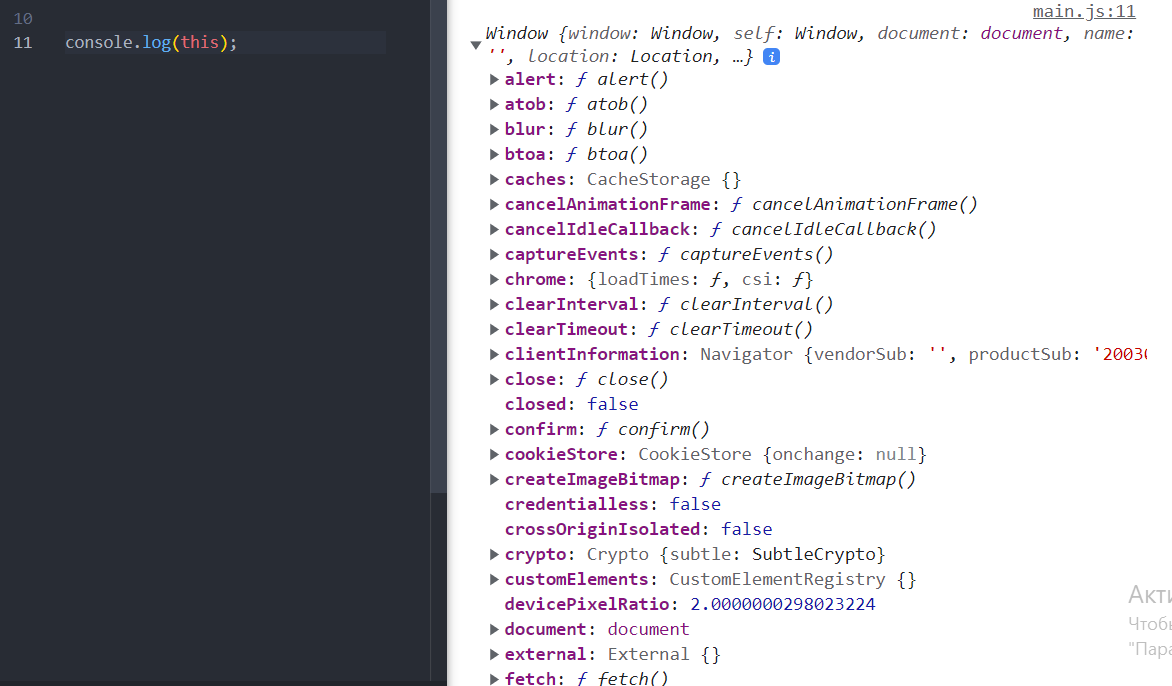 10
11 console.log(this);
main.js:11
Window {window: Window, self: Window, document: document, name:
'', location: Location, …} i
▶ alert: ƒ alert()
▶ atob: ƒ atob()
▶ blur: ƒ blur()
▶ btoa: ƒ btoa()
▶ caches: CacheStorage {}
▶ cancelAnimationFrame: ƒ cancelAnimationFrame()
▶ cancelIdleCallback: ƒ cancelIdleCallback()
▶ captureEvents: ƒ captureEvents()
▶ chrome: {loadTimes: ƒ, csi: ƒ}
▶ clearInterval: ƒ clearInterval()
▶ clearTimeout: ƒ clearTimeout()
▶ clientInformation: Navigator {vendorSub: '', productSub: '2003
▶ close: ƒ close()
closed: false
▶ confirm: ƒ confirm()
▶ cookieStore: CookieStore {onchange: null}
▶ createImageBitmap: ƒ createImageBitmap()
credentialless: false
crossOriginIsolated: false
▶ crypto: Crypto {subtle: SubtleCrypto}
▶ customElements: CustomElementRegistry {}
devicePixelRatio: 2.0000000298023224
▶ document: document
▶ external: External {}
▶ fetch: ƒ fetch()
Акти
Чтобы
"Пара